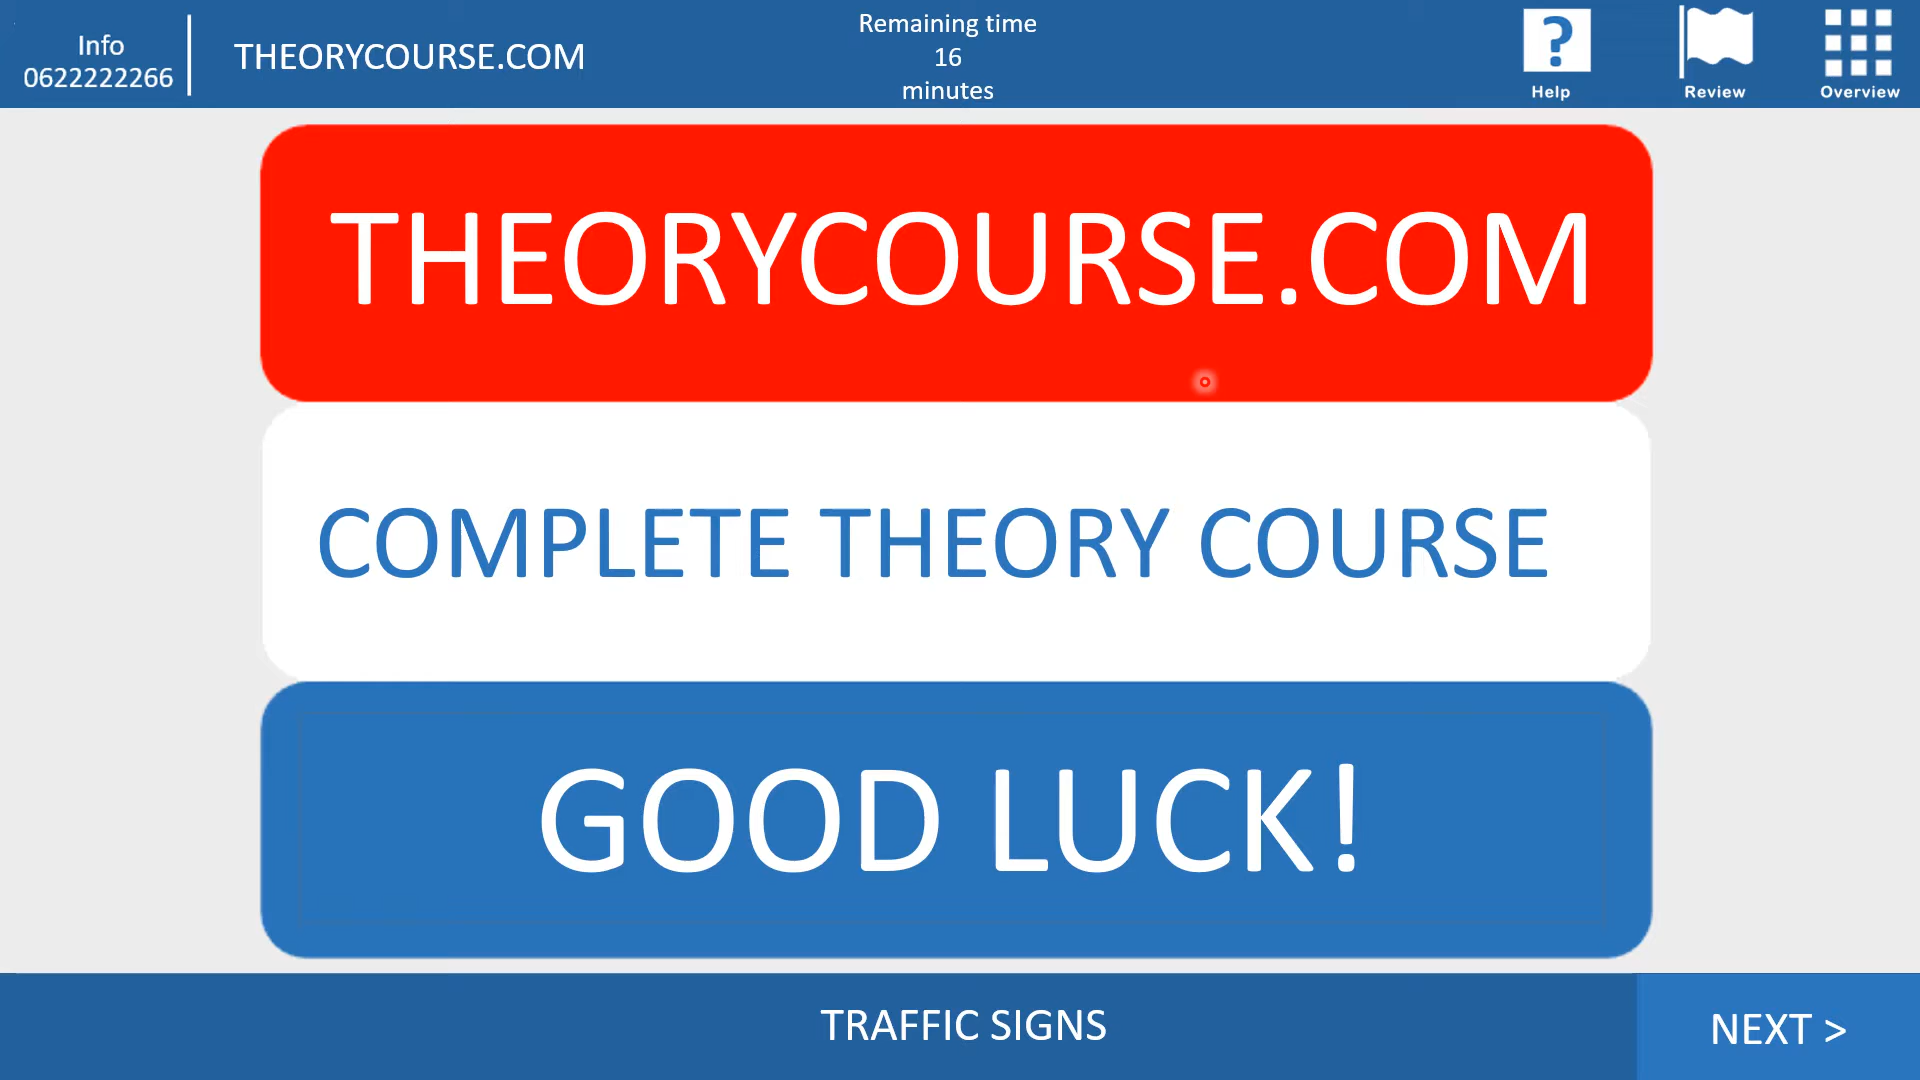 Info
0622222266
THEORYCOURSE.COM
Remaining time
16
minutes
Help
Review
Overview
THEORYCOURSE.COM
COMPLETE THEORY COURSE
GOOD LUCK!
TRAFFIC SIGNS
NEXT >